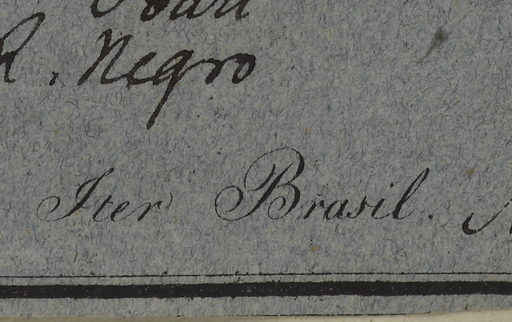 R. Negro
Iter Brasil.